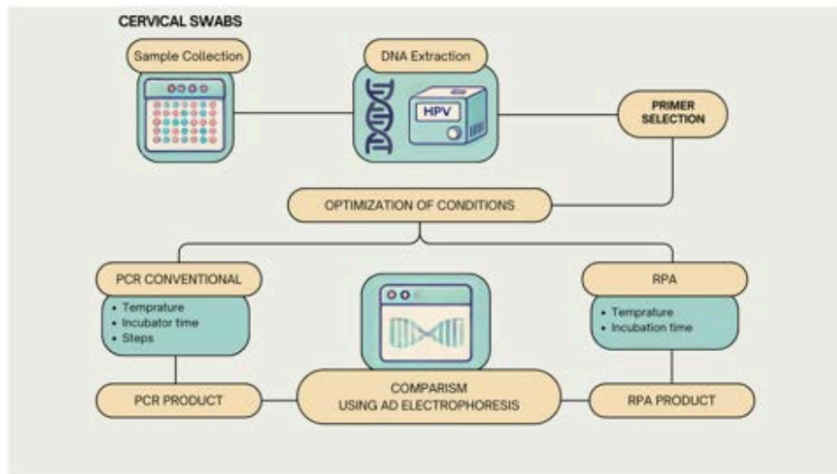 CERVICAL SWABS
Sample Collection
DNA Extraction
HPV
PRIMER
SELECTION
OPTIMIZATION OF CONDITIONS
PCR CONVENTIONAL
• Temprature
• Incubator time
• Steps
RPA
• Temprature
• Incubation time
PCR PRODUCT
COMPARISM
USING AD ELECTROPHORESIS
RPA PRODUCT